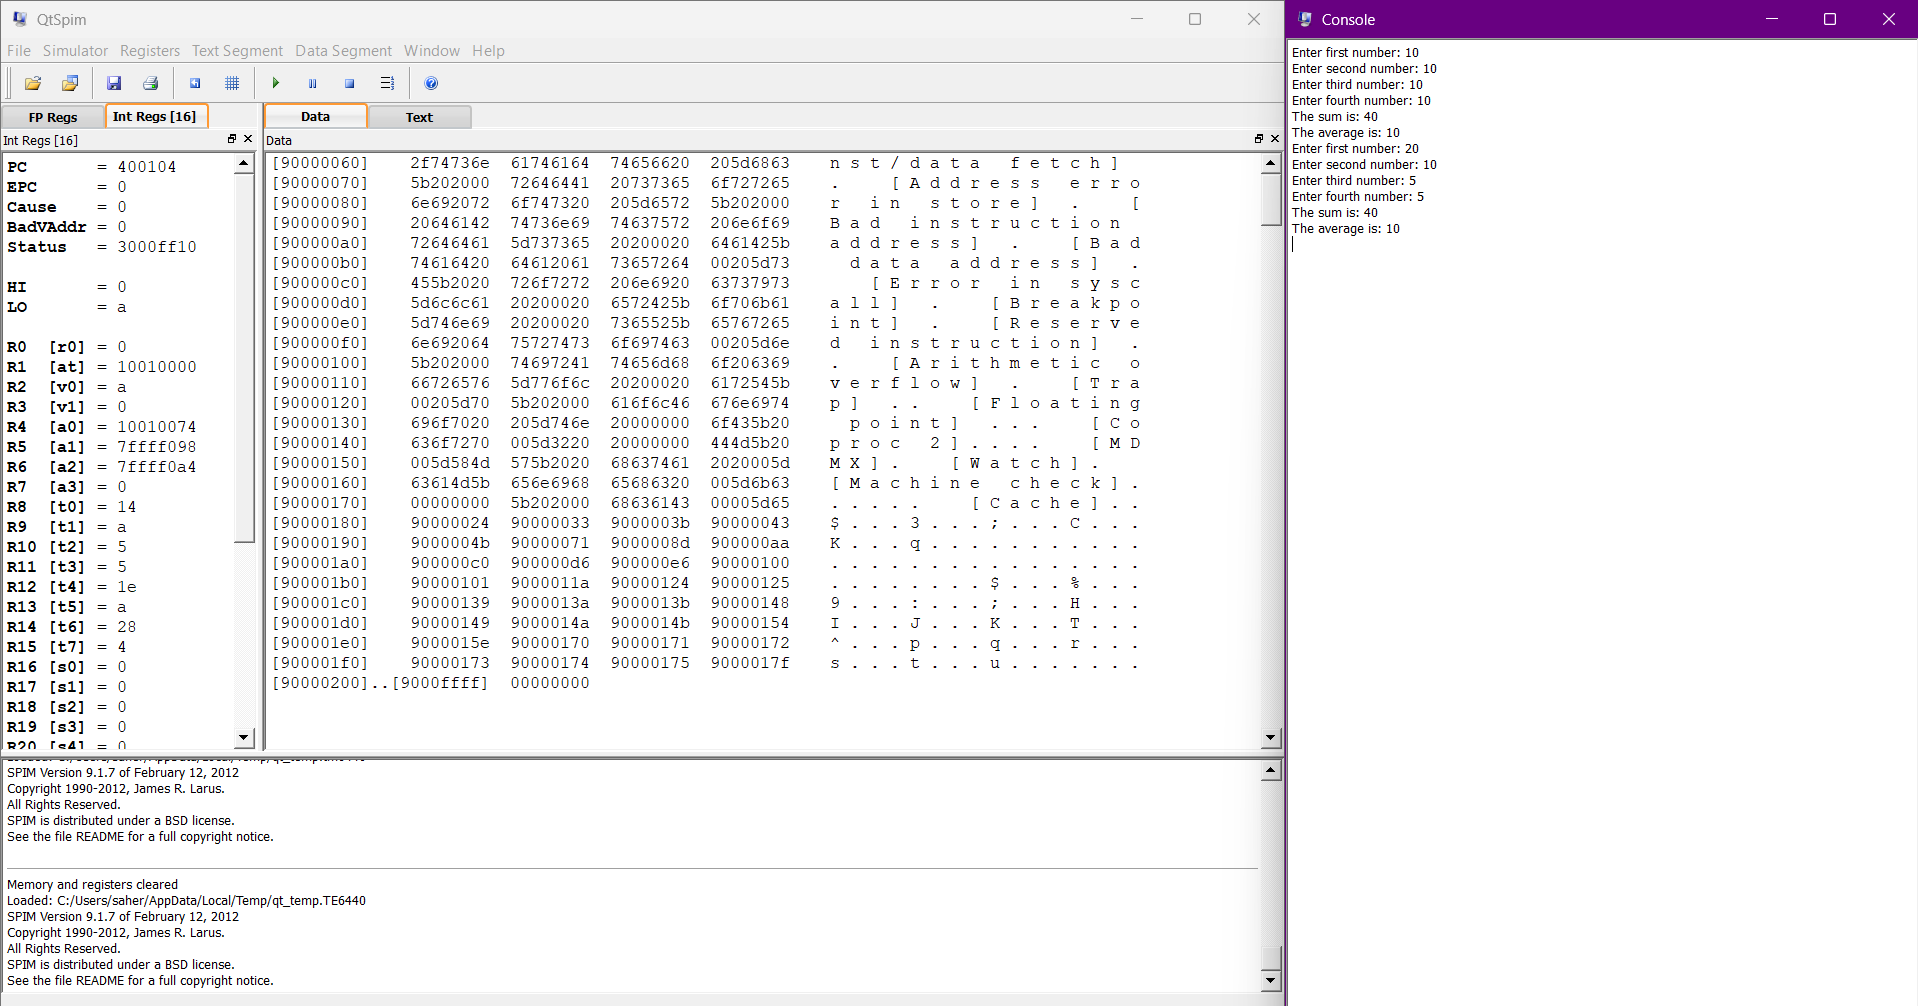 QtSpim
File Simulator Registers Text Segment Data Segment Window Help
FP Regs Int Regs [16]
Int Regs [16]
PC = 400104
EPC = 0
Cause = 0
BadVAddr = 0
Status = 3000ff10
HI = 0
LO = a
R0 [r0] = 0
R1 [at] = 10010000
R2 [v0] = a
R3 [v1] = 0
R4 [a0] = 10010074
R5 [a1] = 7ffff098
R6 [a2] = 7ffff0a4
R7 [a3] = 0
R8 [t0] = 14
R9 [t1] = a
R10 [t2] = 5
R11 [t3] = 5
R12 [t4] = 1e
R13 [t5] = a
R14 [t6] = 28
R15 [t7] = 4
R16 [s0] = 0
R17 [s1] = 0
R18 [s2] = 0
R19 [s3] = 0
R20 [s4] = 0
Data Text
Data
[90000060] 2f74736e 61746164 74656620 205d6863 n s t / d a t a f e t c h ]
[90000070] 5b202000 72646441 20737365 6f727265 . [ A d d r e s s e r r o
[90000080] 6e692072 6f747320 205d6572 5b202000 r i n s t o r e ] . [
[90000090] 20646142 74736e69 74637572 206e6f69 B a d i n s t r u c t i o n
[900000a0] 72646461 5d737365 20200020 6461425b a d d r e s s ] . [ B a d
[900000b0] 74616420 64612061 73657264 00205d73 d a t a a d d r e s s ] .
[900000c0] 455b2020 726f7272 206e6920 63737973 [ E r r o r i n s y s c
[900000d0] 5d6c6c61 20200020 6572425b 6f706b61 a l l ] . [ B r e a k p o
[900000e0] 5d746e69 20200020 7365525b 65767265 i n t ] . [ R e s e r v e
[900000f0] 6e692064 75727473 6f697463 00205d6e d i n s t r u c t i o n ] .
[90000100] 5b202000 74697241 74656d68 6f206369 . [ A r i t h m e t i c o
[90000110] 66726576 5d776f6c 20200020 6172545b v e r f l o w ] . [ T r a
[90000120] 00205d70 5b202000 616f6c46 676e6974 p ] . . [ F l o a t i n g
[90000130] 696f7020 205d746e 20000000 6f435b20 p o i n t ] . . . [ C o
[90000140] 636f7270 005d3220 20000000 444d5b20 p r o c 2 ] . . . . [ M D
[90000150] 005d584d 575b2020 68637461 2020005d M X ] . [ W a t c h ] .
[90000160] 63614d5b 656e6968 65686320 005d6b63 [ M a c h i n e c h e c k ] .
[90000170] 00000000 5b202000 68636143 00005d65 . . . . . [ C a c h e ] . .
[90000180] 90000024 90000033 9000003b 90000043 $ . . . 3 . . . ; . . . C . . .
[90000190] 9000004b 90000071 9000008d 900000aa K . . . q . . . . . . . . . . .
[900001a0] 900000c0 900000d6 900000e6 90000100 . . . . . . . . . . . . . . . .
[900001b0] 90000101 9000011a 90000124 90000125 . . . . . . . . $ . . . % . . .
[900001c0] 90000139 9000013a 9000013b 90000148 9 . . . : . . . ; . . . H . . .
[900001d0] 90000149 9000014a 9000014b 90000154 I . . . J . . . K . . . T . . .
[900001e0] 9000015e 90000170 90000171 90000172 ^ . . . p . . . q . . . r . . .
[900001f0] 90000173 90000174 90000175 9000017f s . . . t . . . u . . . . . . .
[90000200]..[9000ffff] 00000000
SPIM Version 9.1.7 of February 12, 2012
Copyright 1990-2012, James R. Larus.
All Rights Reserved.
SPIM is distributed under a BSD license.
See the file README for a full copyright notice.
Memory and registers cleared
Loaded: C:/Users/saher/AppData/Local/Temp/qt_temp.TE6440
SPIM Version 9.1.7 of February 12, 2012
Copyright 1990-2012, James R. Larus.
All Rights Reserved.
SPIM is distributed under a BSD license.
See the file README for a full copyright notice.
Console
Enter first number: 10
Enter second number: 10
Enter third number: 10
Enter fourth number: 10
The sum is: 40
The average is: 10
Enter first number: 20
Enter second number: 10
Enter third number: 5
Enter fourth number: 5
The sum is: 40
The average is: 10